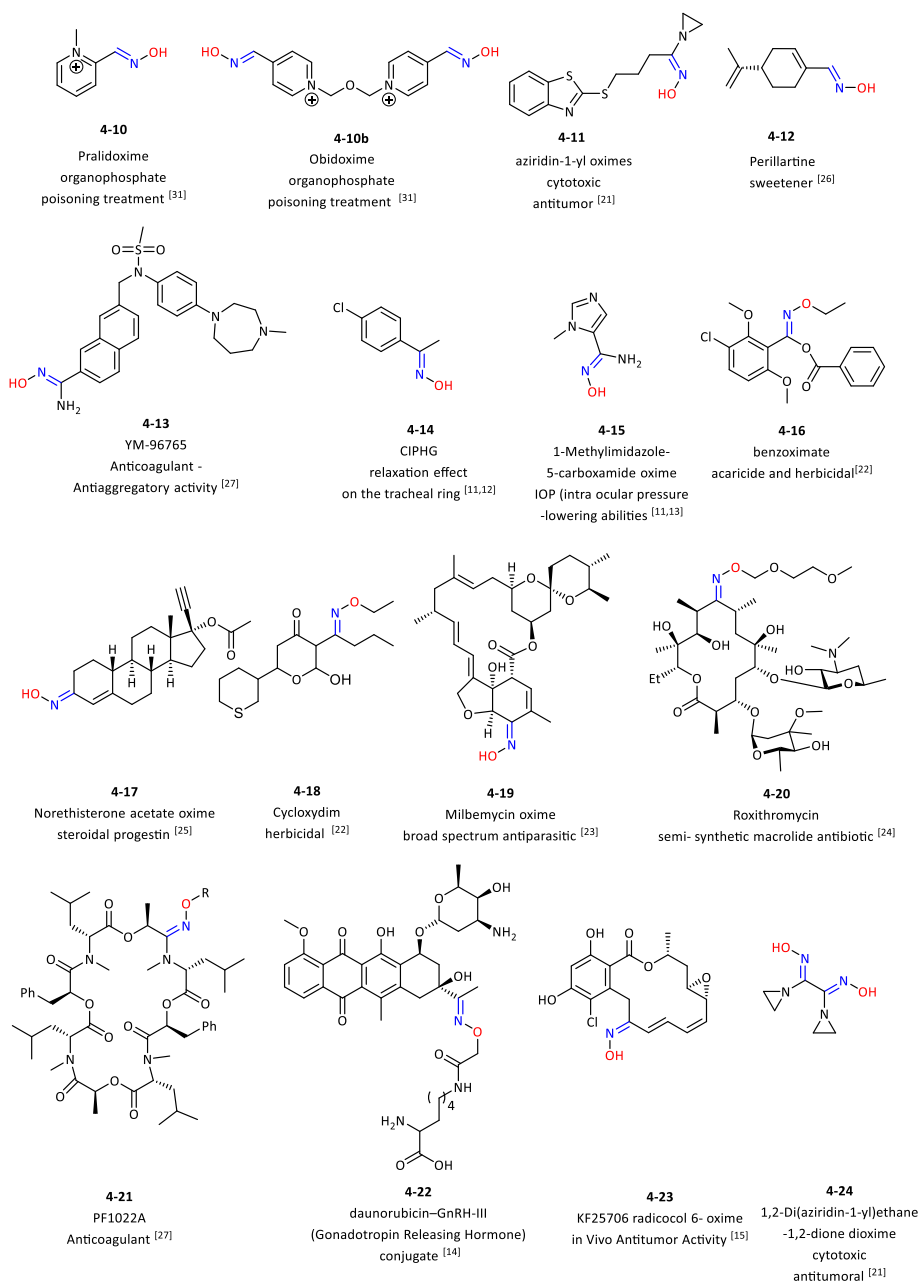 4-10
Pralidoxime
organophosphate
poisoning treatment [31]
4-10b
Obidoxime
organophosphate
poisoning treatment [31]
4-11
aziridin-1-yl oximes
cytotoxic
antitumor [21]
4-12
Perillartine
sweetener [26]
4-13
YM-96765
Anticoagulant -
Antiaggregatory activity [27]
4-14
CIPHG
relaxation effect
on the tracheal ring [11,12]
4-15
1-Methylimidazole-
5-carboxamide oxime
IOP (intra ocular pressure
-lowering abilities [11,13]
4-16
benzoximate
acaricide and herbicidal[22]
4-17
Norethisterone acetate oxime
steroidal progestin [25]
4-18
Cycloxydim
herbicidal [22]
4-19
Milbemycin oxime
broad spectrum antiparasitic [23]
4-20
Roxithromycin
semi- synthetic macrolide antibiotic [24]
4-21
PF1022A
Anticoagulant [27]
4-22
daunorubicin–GnRH-III
(Gonadotropin Releasing Hormone)
conjugate [14]
4-23
KF25706 radicocol 6- oxime
in Vivo Antitumor Activity [15]
4-24
1,2-Di(aziridin-1-yl)ethane
-1,2-dione dioxime
cytotoxic
antitumoral [21]